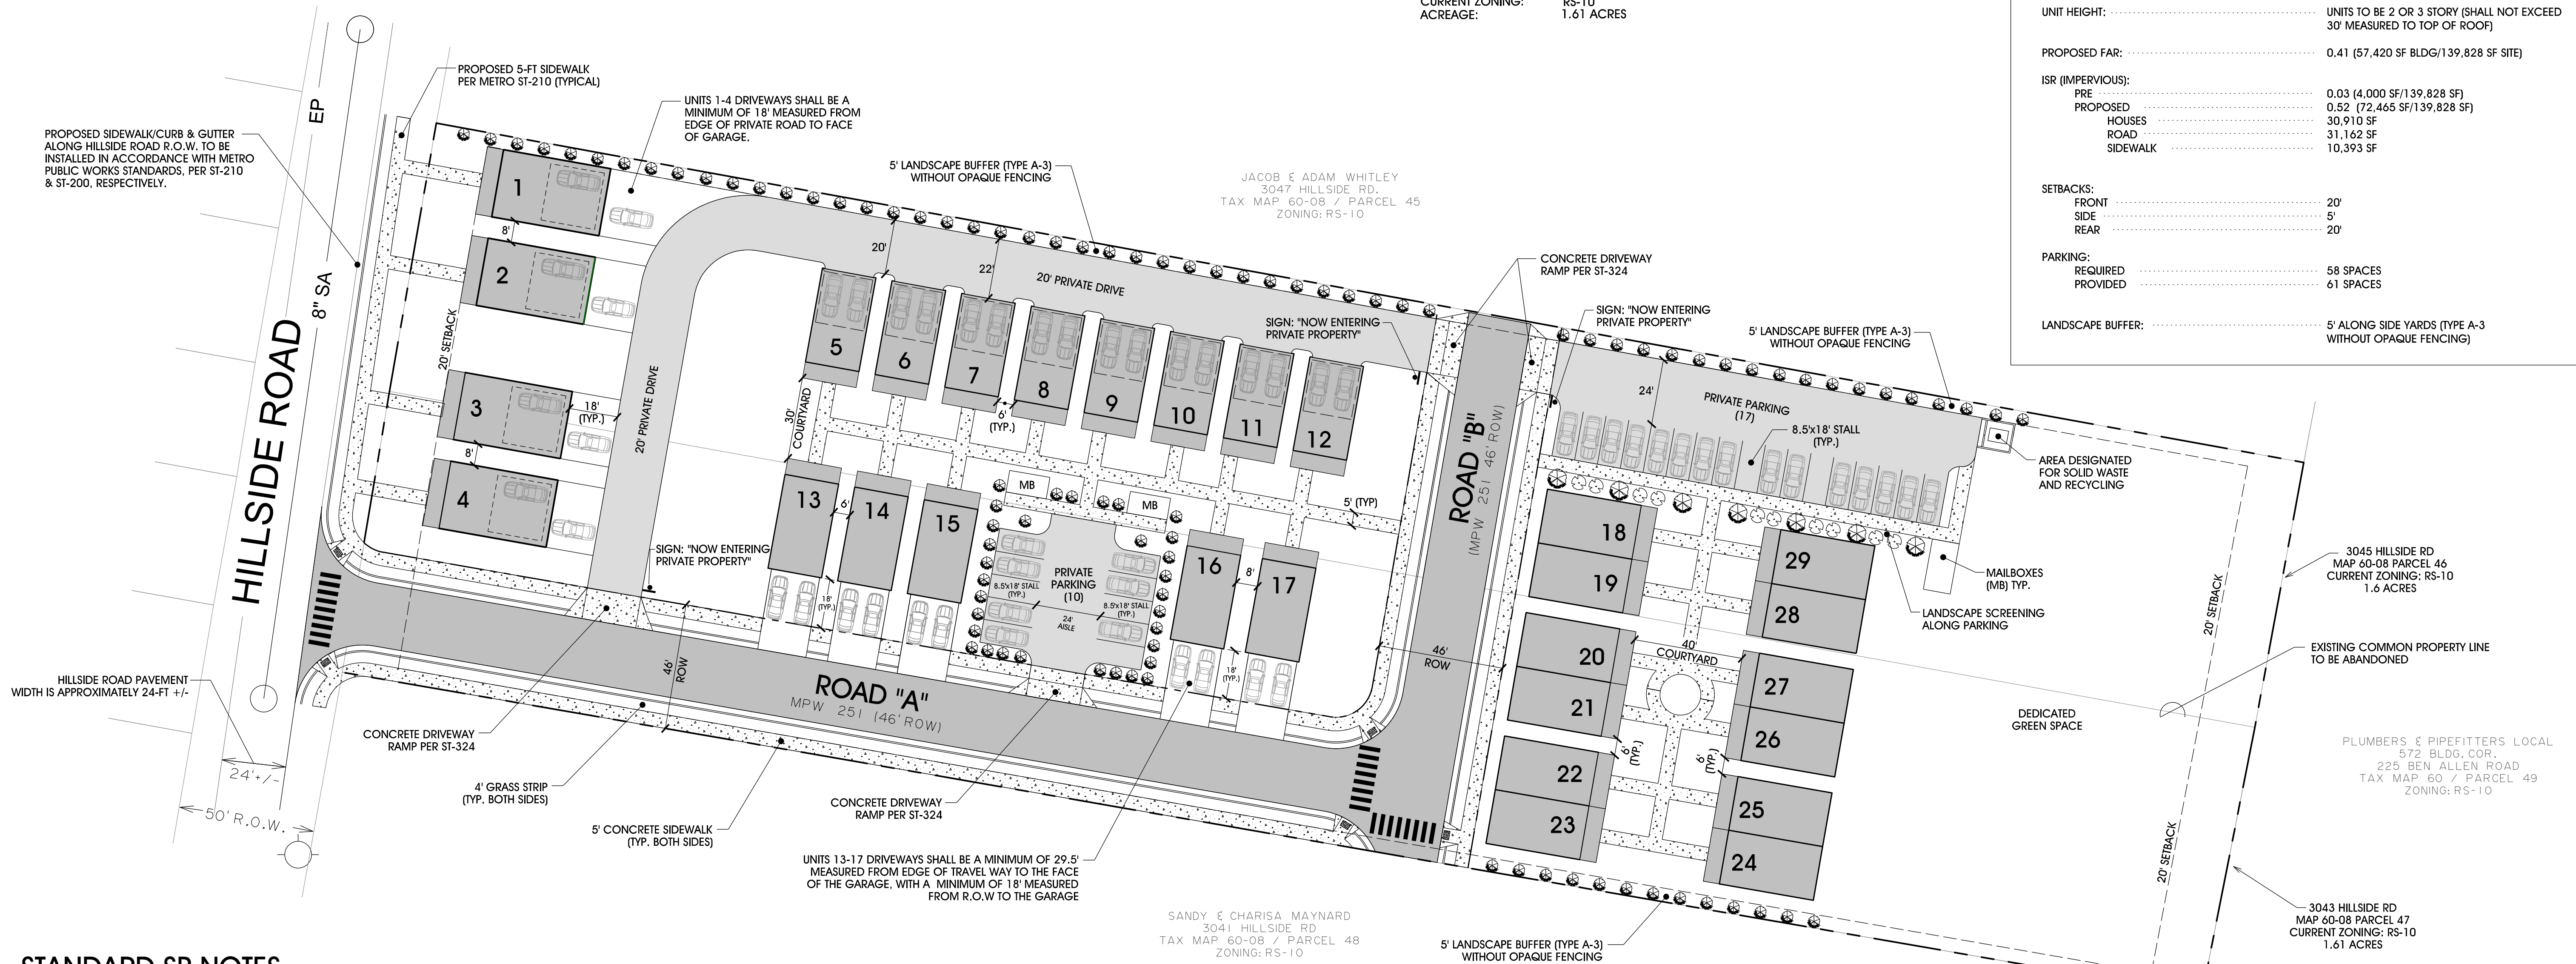 CURRENT ZONING: RS-10
ACREAGE: 1.61 ACRES
UNIT HEIGHT: UNITS TO BE 2 OR 3 STORY (SHALL NOT EXCEED
30' MEASURED TO TOP OF ROOF)
PROPOSED FAR: 0.41 (57,420 SF BLDG/139,828 SF SITE)
ISR (IMPERVIOUS):
PRE 0.03 (4,000 SF/139,828 SF)
PROPOSED 0.52 (72,465 SF/139,828 SF)
HOUSES 30,910 SF
ROAD 31,162 SF
SIDEWALK 10,393 SF
SETBACKS:
FRONT 20'
SIDE 5'
REAR 20'
PARKING:
REQUIRED 58 SPACES
PROVIDED 61 SPACES
LANDSCAPE BUFFER: 5' ALONG SIDE YARDS (TYPE A-3
WITHOUT OPAQUE FENCING)
PROPOSED 5-FT SIDEWALK
PER METRO ST-210 (TYPICAL)
UNITS 1-4 DRIVEWAYS SHALL BE A
MINIMUM OF 18' MEASURED FROM
EDGE OF PRIVATE ROAD TO FACE
OF GARAGE.
PROPOSED SIDEWALK/CURB & GUTTER
ALONG HILLSIDE ROAD R.O.W. TO BE
INSTALLED IN ACCORDANCE WITH METRO
PUBLIC WORKS STANDARDS, PER ST-210
& ST-200, RESPECTIVELY.
5' LANDSCAPE BUFFER (TYPE A-3)
WITHOUT OPAQUE FENCING
JACOB & ADAM WHITLEY
3047 HILLSIDE RD.
TAX MAP 60-08 / PARCEL 45
ZONING: RS-10
EP
8" SA
HILLSIDE ROAD
1
8'
2
20' SETBACK
3
18'
(TYP.)
8'
4
20' PRIVATE DRIVE
20'
22'
20' PRIVATE DRIVE
5
6
7
8
9
10
11
12
6'
(TYP.)
30'
COURTYARD
SIGN: "NOW ENTERING
PRIVATE PROPERTY"
CONCRETE DRIVEWAY
RAMP PER ST-324
SIGN: "NOW ENTERING
PRIVATE PROPERTY"
5' LANDSCAPE BUFFER (TYPE A-3)
WITHOUT OPAQUE FENCING
24'
PRIVATE PARKING
(17)
8.5'x18' STALL
(TYP.)
AREA DESIGNATED
FOR SOLID WASTE
AND RECYCLING
ROAD "B"
(MPW 251 46' ROW)
13
6'
14
15
MB
MB
5' (TYP)
SIGN: "NOW ENTERING
PRIVATE PROPERTY"
18'
(TYP.)
8.5'x18' STALL
(TYP.)
PRIVATE
PARKING
(10)
8.5'x18' STALL
(TYP.)
24'
AISLE
16
8'
17
18'
(TYP.)
46'
ROW
46'
ROW
18
19
20
21
22
23
29
28
27
26
25
24
40'
COURTYARD
6'
(TYP.)
6'
(TYP.)
MAILBOXES
(MB) TYP.
LANDSCAPE SCREENING
ALONG PARKING
20' SETBACK
3045 HILLSIDE RD
MAP 60-08 PARCEL 46
CURRENT ZONING: RS-10
1.6 ACRES
EXISTING COMMON PROPERTY LINE
TO BE ABANDONED
DEDICATED
GREEN SPACE
PLUMBERS & PIPEFITTERS LOCAL
572 BLDG. COR.
225 BEN ALLEN ROAD
TAX MAP 60 / PARCEL 49
ZONING: RS-10
20' SETBACK
3043 HILLSIDE RD
MAP 60-08 PARCEL 47
CURRENT ZONING: RS-10
1.61 ACRES
ROAD "A"
MPW 251 (46' ROW)
HILLSIDE ROAD PAVEMENT
WIDTH IS APPROXIMATELY 24-FT +/-
24'+/-
50' R.O.W.
CONCRETE DRIVEWAY
RAMP PER ST-324
4' GRASS STRIP
(TYP. BOTH SIDES)
5' CONCRETE SIDEWALK
(TYP. BOTH SIDES)
CONCRETE DRIVEWAY
RAMP PER ST-324
UNITS 13-17 DRIVEWAYS SHALL BE A MINIMUM OF 29.5'
MEASURED FROM EDGE OF TRAVEL WAY TO THE FACE
OF THE GARAGE, WITH A MINIMUM OF 18' MEASURED
FROM R.O.W TO THE GARAGE
SANDY & CHARISA MAYNARD
3041 HILLSIDE RD
TAX MAP 60-08 / PARCEL 48
ZONING: RS-10
5' LANDSCAPE BUFFER (TYPE A-3)
WITHOUT OPAQUE FENCING
STANDARD SP NOTES